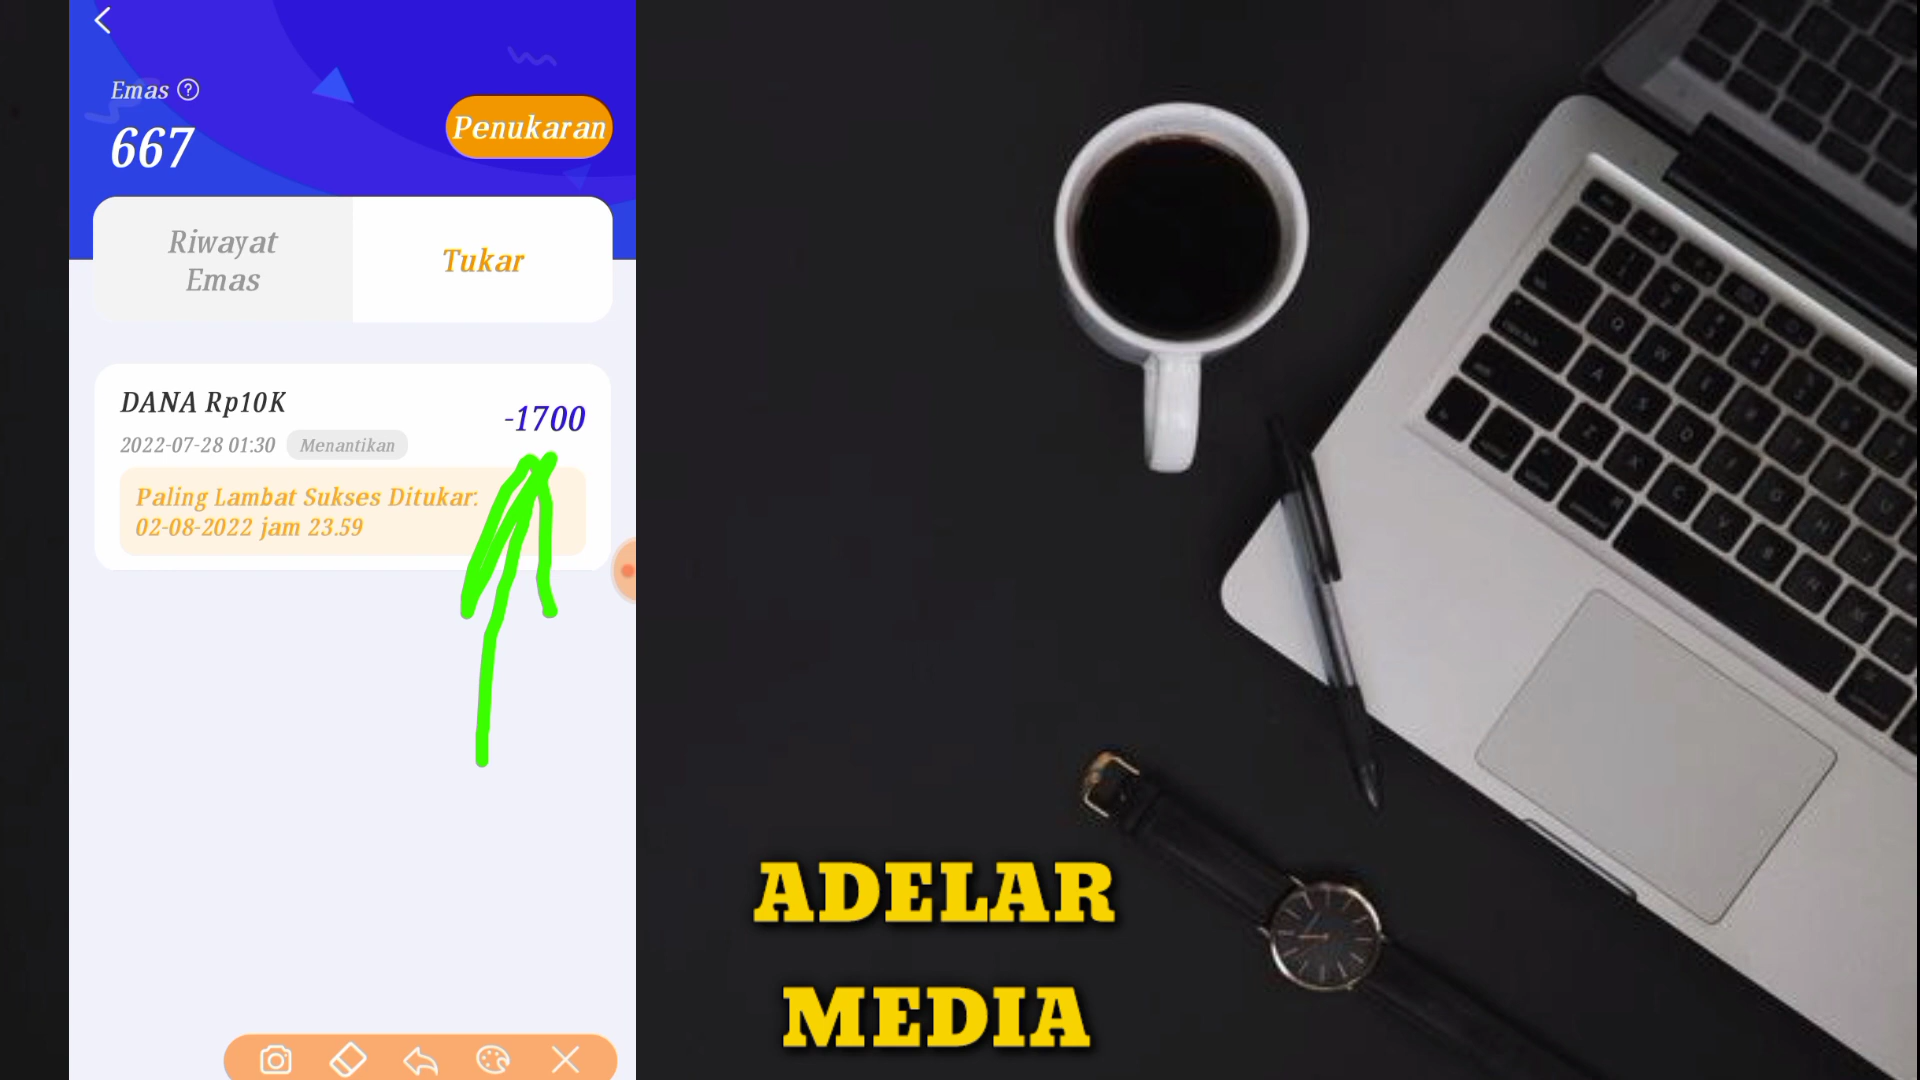 Emas
667
Penukaran
Riwayat
Emas
Tukar
DANA Rp10K
-1700
2022-07-28 01:30 Menantikan
Paling Lambat Sukses Ditukar:
02-08-2022 jam 23.59
ADELAR
MEDIA